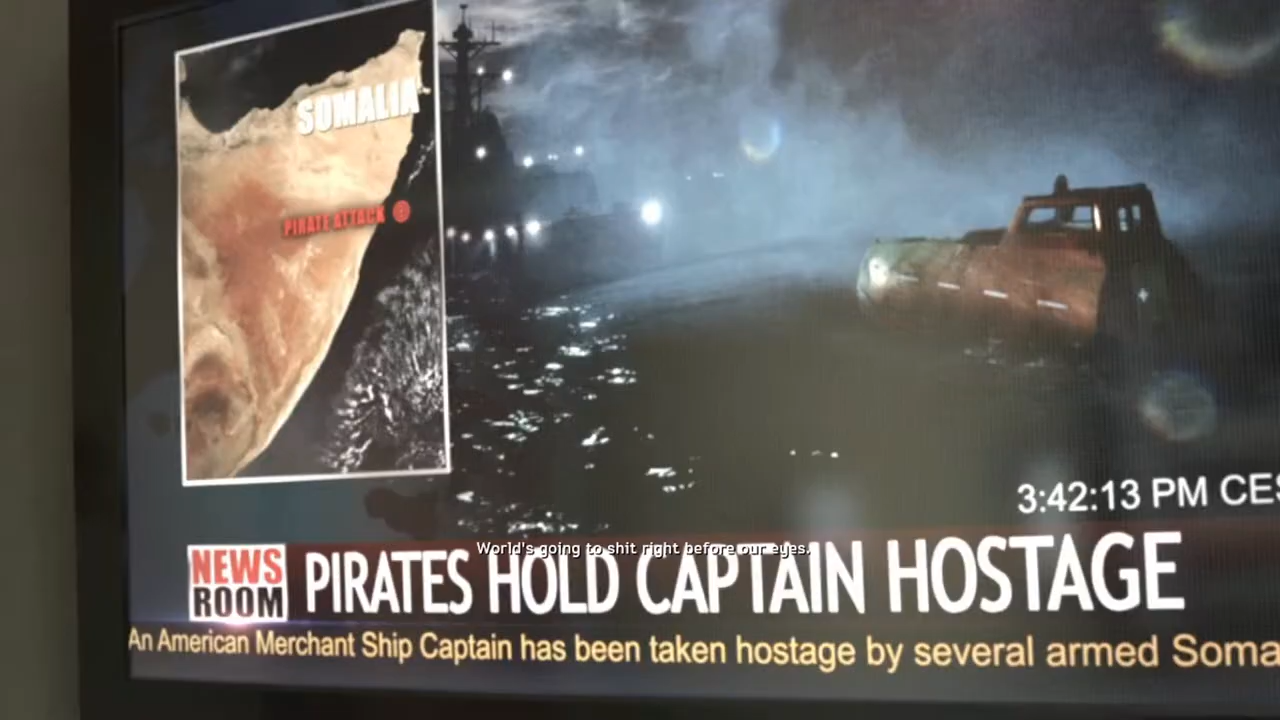 SOMALIA
PIRATE ATTACK
3:42:13 PM CES
World's going to shit right before our eyes.
NEWS
ROOM
PIRATES HOLD CAPTAIN HOSTAGE
An American Merchant Ship Captain has been taken hostage by several armed Soma